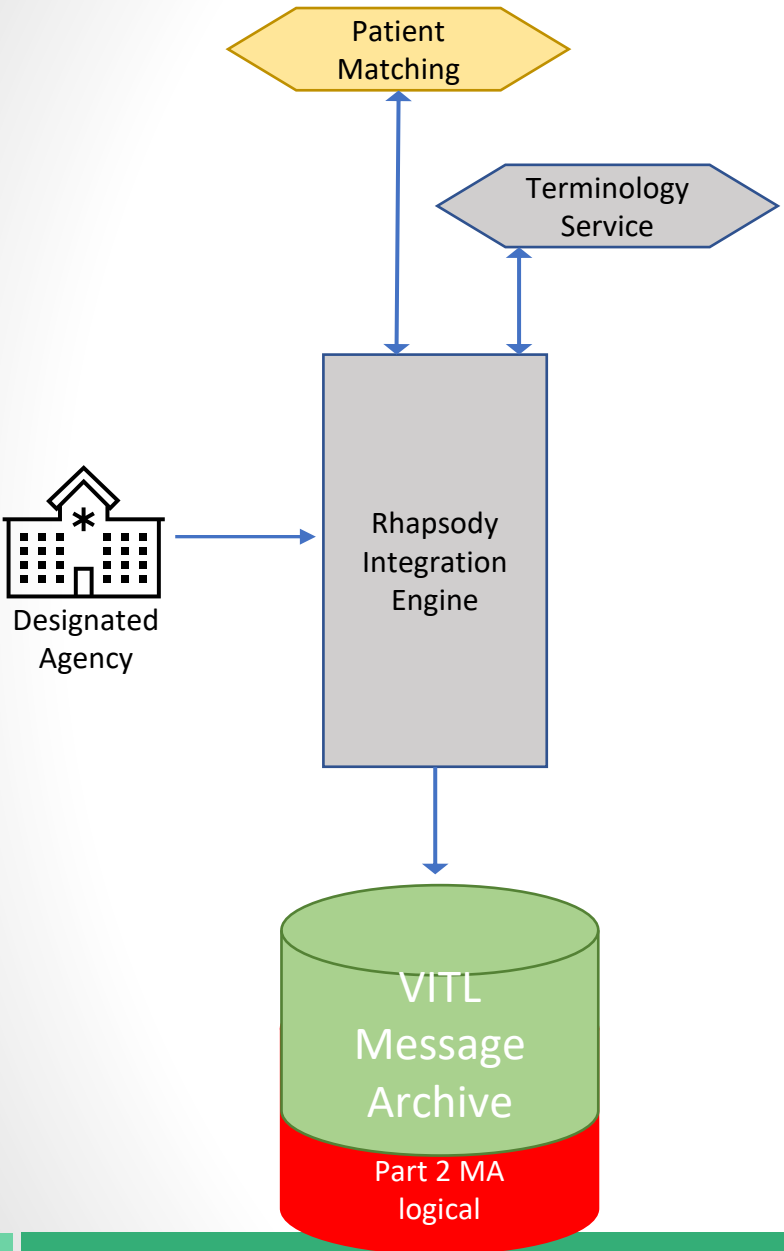 Patient
Matching
Terminology
Service
Rhapsody
Integration
Engine
Designated
Agency
VITL
Message
Archive
Part 2 MA
logical